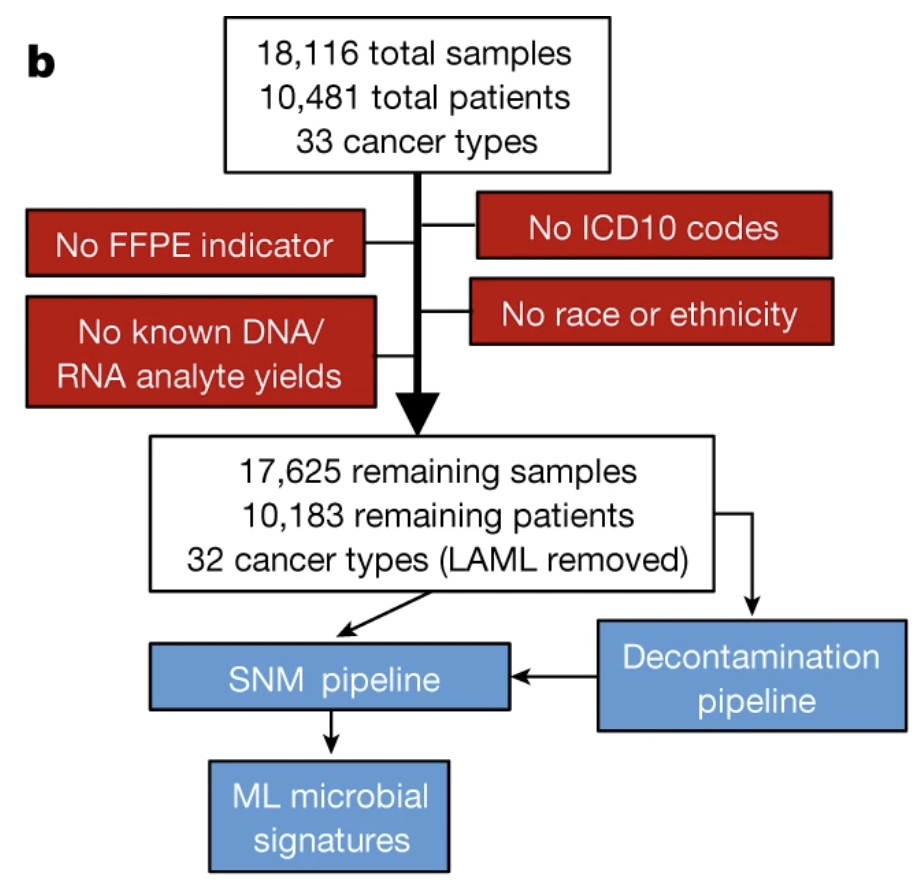 b
18,116 total samples
10,481 total patients
33 cancer types
No FFPE indicator
No ICD10 codes
No known DNA/
RNA analyte yields
No race or ethnicity
17,625 remaining samples
10,183 remaining patients
32 cancer types (LAML removed)
SNM pipeline
Decontamination
pipeline
ML microbial
signatures